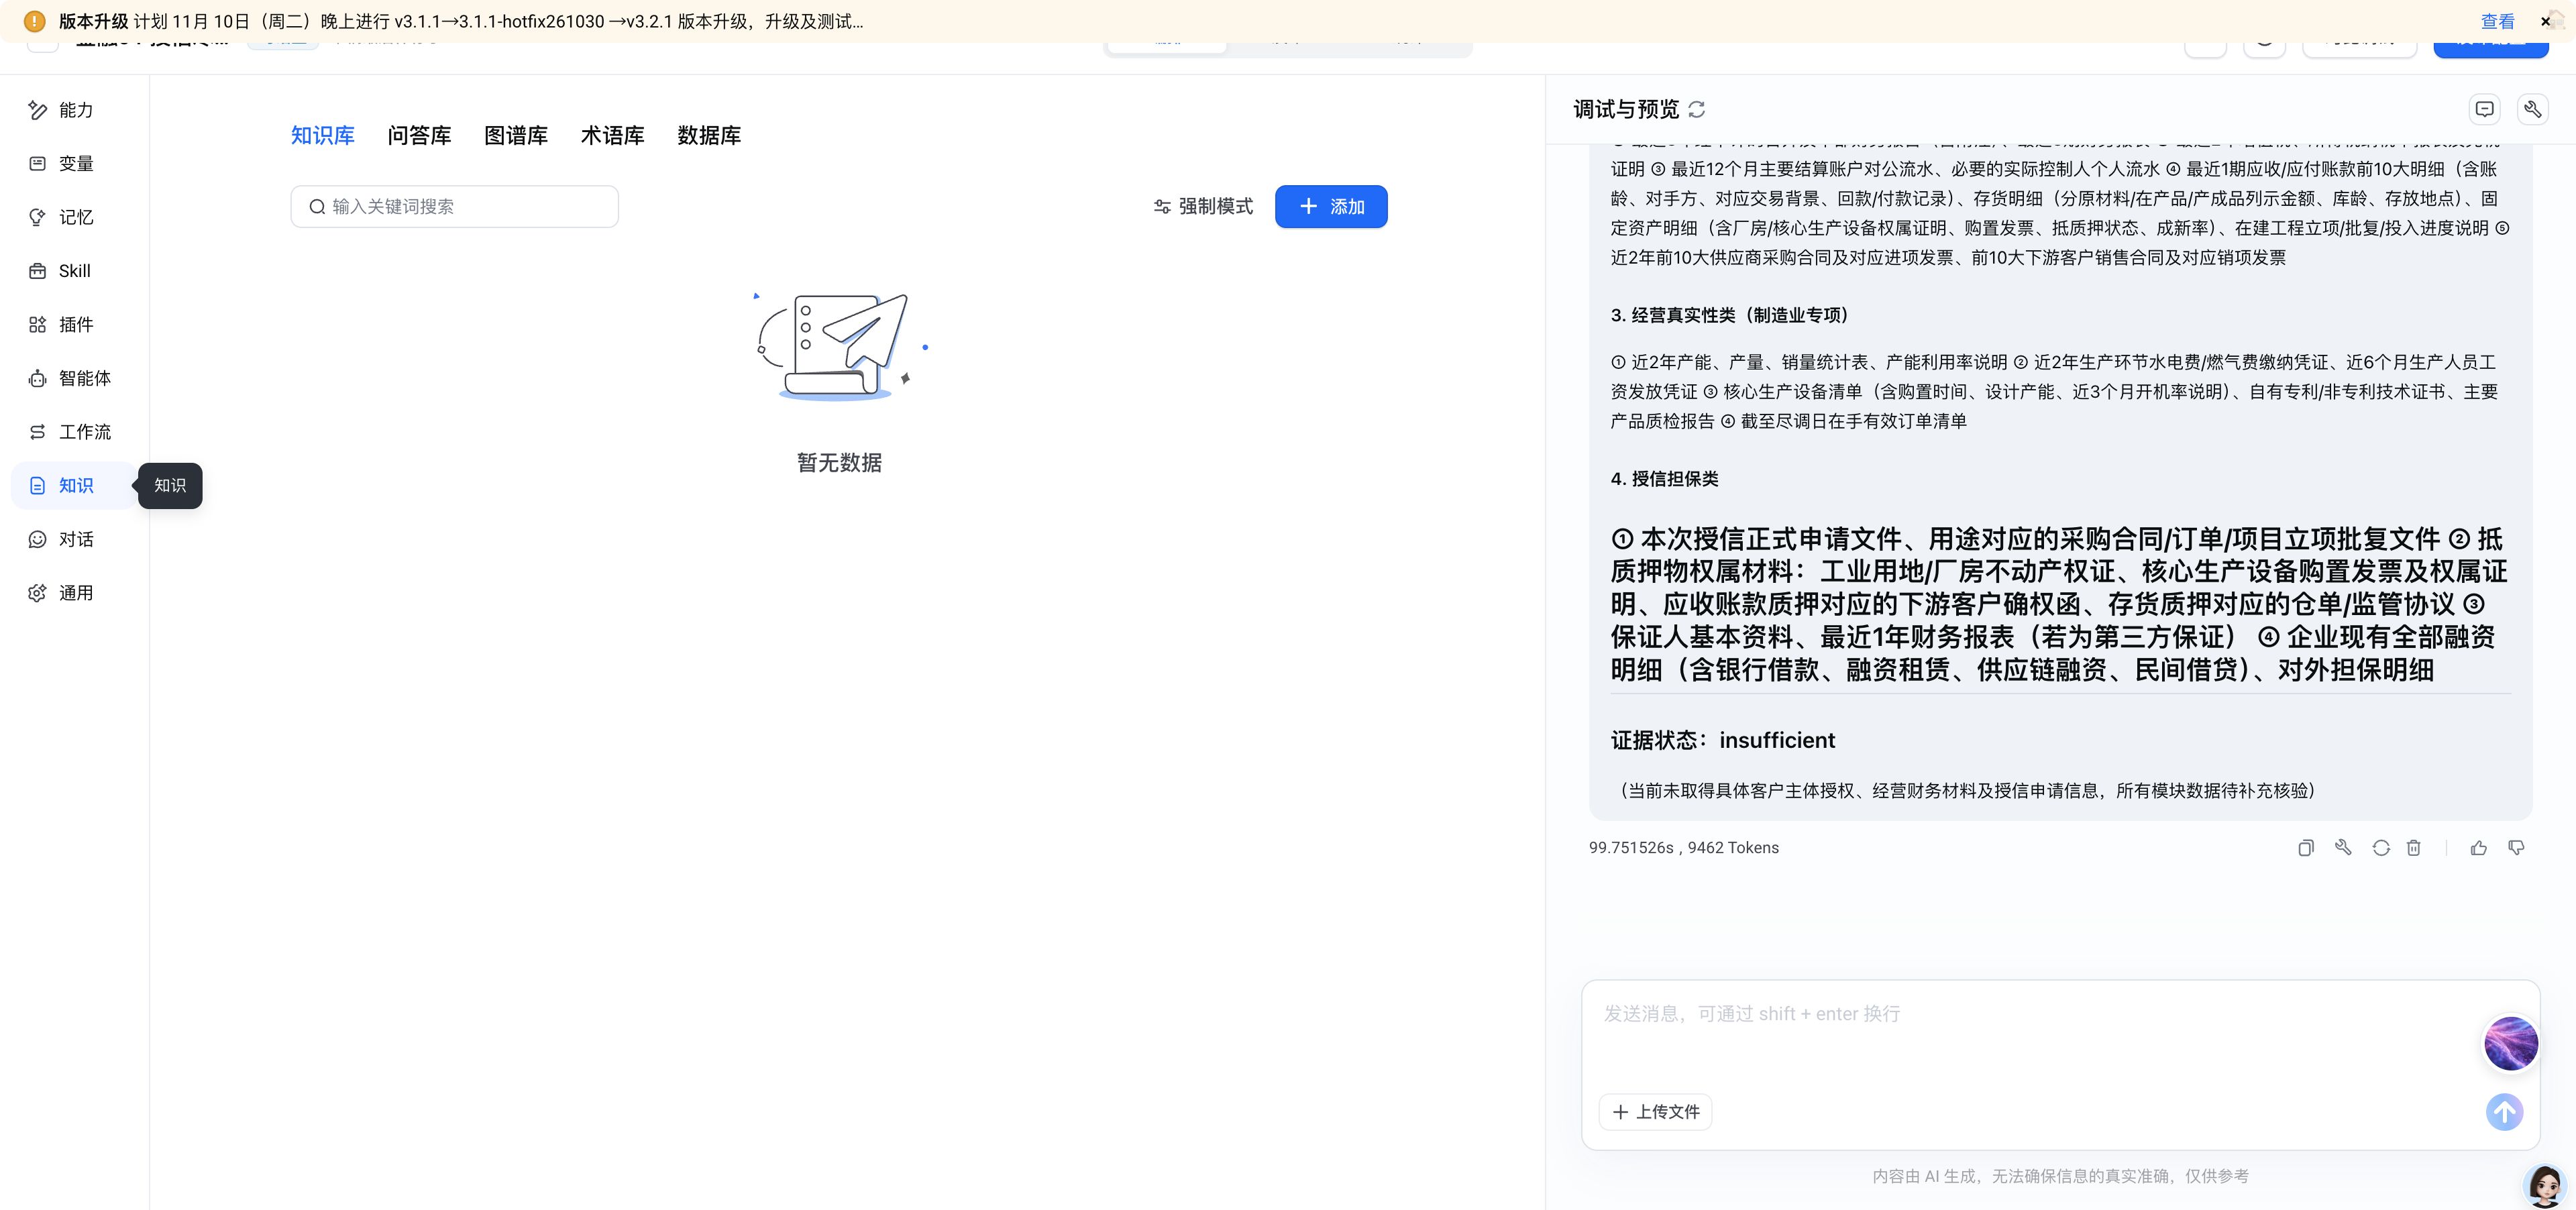 版本升级 计划 11月 10日（周二）晚上进行 v3.1.1→3.1.1-hotfix261030 →v3.2.1 版本升级，升级及测试...
查看
能力
变量
记忆
Skill
插件
智能体
工作流
知识
知识
对话
通用
知识库 问答库 图谱库 术语库 数据库
输入关键词搜索
强制模式
添加
暂无数据
调试与预览
证明 ③ 最近12个月主要结算账户对公流水、必要的实际控制人个人流水 ④ 最近1期应收/应付账款前10大明细（含账
龄、对手方、对应交易背景、回款/付款记录）、存货明细（分原材料/在产品/产成品列示金额、库龄、存放地点）、固
定资产明细（含厂房/核心生产设备权属证明、购置发票、抵质押状态、成新率）、在建工程立项/批复/投入进度说明 ⑤
近2年前10大供应商采购合同及对应进项发票、前10大下游客户销售合同及对应销项发票
3. 经营真实性类（制造业专项）
① 近2年产能、产量、销量统计表、产能利用率说明 ② 近2年生产环节水电费/燃气费缴纳凭证、近6个月生产人员工
资发放凭证 ③ 核心生产设备清单（含购置时间、设计产能、近3个月开机率说明）、自有专利/非专利技术证书、主要
产品质检报告 ④ 截至尽调日在手有效订单清单
4. 授信担保类
① 本次授信正式申请文件、用途对应的采购合同/订单/项目立项批复文件 ② 抵
质押物权属材料：工业用地/厂房不动产权证、核心生产设备购置发票及权属证
明、应收账款质押对应的下游客户确权函、存货质押对应的仓单/监管协议 ③
保证人基本资料、最近1年财务报表（若为第三方保证） ④ 企业现有全部融资
明细（含银行借款、融资租赁、供应链融资、民间借贷）、对外担保明细
证据状态：insufficient
（当前未取得具体客户主体授权、经营财务材料及授信申请信息，所有模块数据待补充核验）
99.751526s , 9462 Tokens
发送消息，可通过 shift + enter 换行
上传文件
内容由 AI 生成，无法确保信息的真实准确，仅供参考